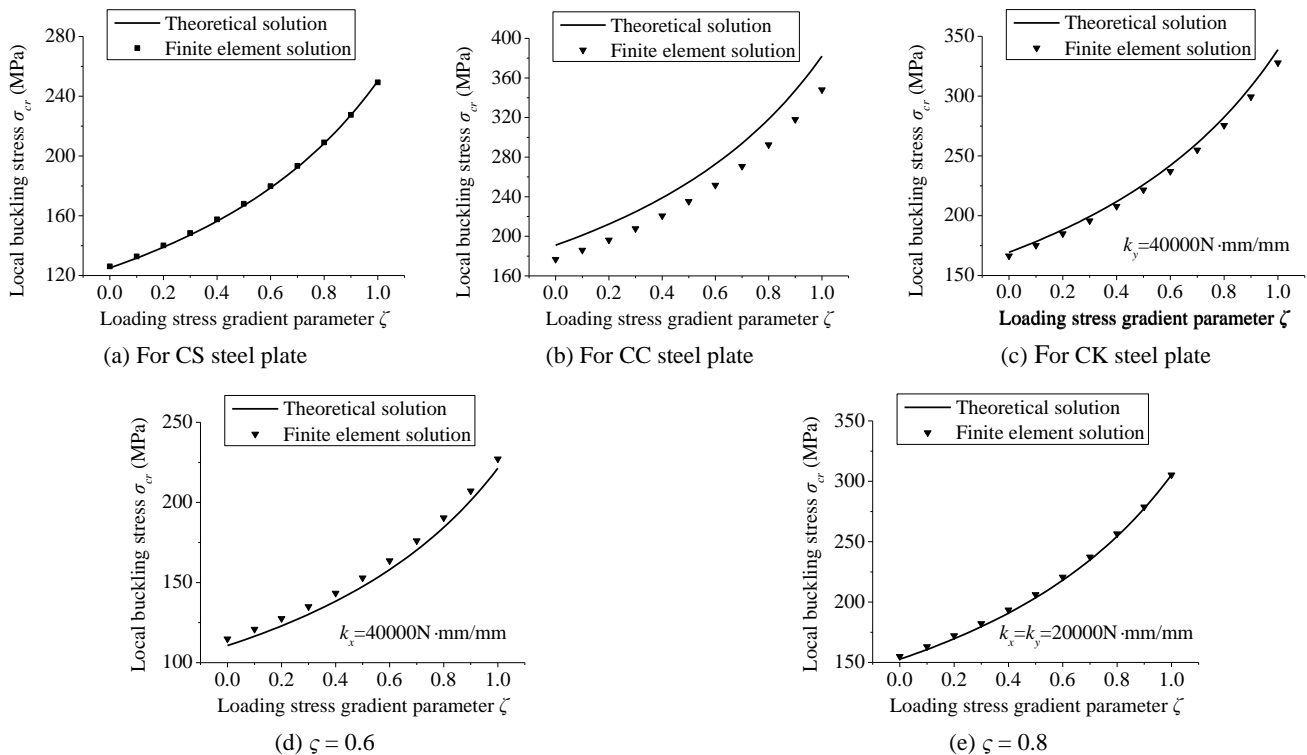 Theoretical solution
Finite element solution
280
240
200
160
120
0.0 0.2 0.4 0.6 0.8 1.0
Local buckling stress σcr (MPa)
Loading stress gradient parameter ζ
(a) For CS steel plate
Theoretical solution
Finite element solution
400
360
320
280
240
200
160
0.0 0.2 0.4 0.6 0.8 1.0
Local buckling stress σcr (MPa)
Loading stress gradient parameter ζ
(b) For CC steel plate
Theoretical solution
Finite element solution
350
300
250
200
150
ky=40000N·mm/mm
0.0 0.2 0.4 0.6 0.8 1.0
Local buckling stress σcr (MPa)
Loading stress gradient parameter ζ
(c) For CK steel plate
Theoretical solution
Finite element solution
250
200
150
100
kx=40000N·mm/mm
0.0 0.2 0.4 0.6 0.8 1.0
Local buckling stress σcr (MPa)
Loading stress gradient parameter ζ
(d) ς = 0.6
Theoretical solution
Finite element solution
350
300
250
200
150
kx=ky=20000N·mm/mm
0.0 0.2 0.4 0.6 0.8 1.0
Local buckling stress σcr (MPa)
Loading stress gradient parameter ζ
(e) ς = 0.8